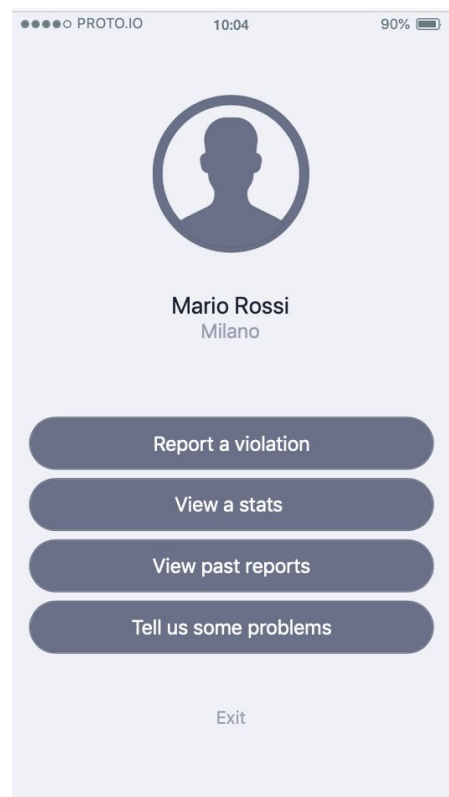 PROTO.IO 10:04 90%
Mario Rossi
Milano
Report a violation
View a stats
View past reports
Tell us some problems
Exit